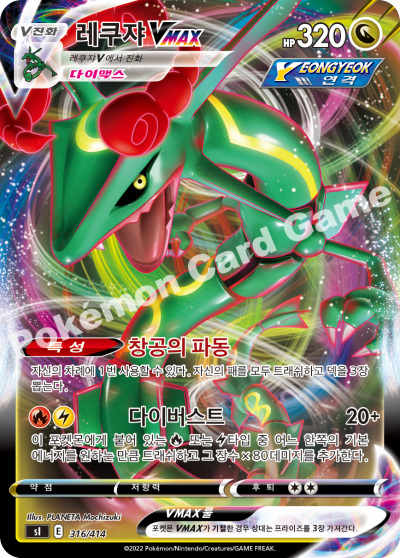 V진화
레쿠쟈 VMAX
HP 320
레쿠쟈V에서 진화
다이맥스
YEONGYEOK
연격
Pokémon Card Game
특성 창공의 파동
자신의 차례에 1번 사용할 수 있다. 자신의 패를 모두 트래쉬하고 덱을 3장
뽑는다.
다이버스트 20+
이 포켓몬에게 붙어 있는 또는 타입 중 어느 한쪽의 기본
에너지를 원하는 만큼 트래쉬하고 그 장수×80데미지를 추가한다.
약점 저항력 후퇴
VMAX룰
Illus. PLANETA Mochizuki
sI E 316/414
포켓몬VMAX가 기절한 경우 상대는 프라이즈를 3장 가져간다.
©2022 Pokémon/Nintendo/Creatures/GAME FREAK.